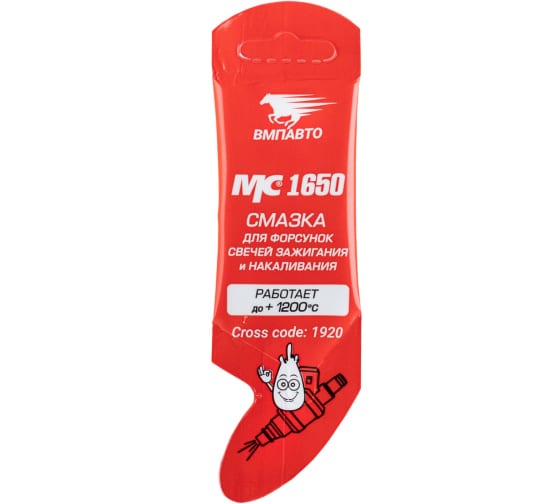 ВМПАВТО
МС® 1650
СМАЗКА
ДЛЯ ФОРСУНОК
СВЕЧЕЙ ЗАЖИГАНИЯ
и НАКАЛИВАНИЯ
РАБОТАЕТ
до + 1200°С
Cross code: 1920